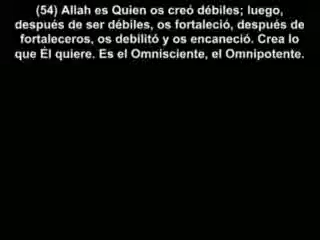 (54) Allah es Quien os creó débiles; luego,
después de ser débiles, os fortaleció, después de
fortaleceros, os debilitó y os encaneció. Crea lo
que Él quiere. Es el Omnisciente, el Omnipotente.